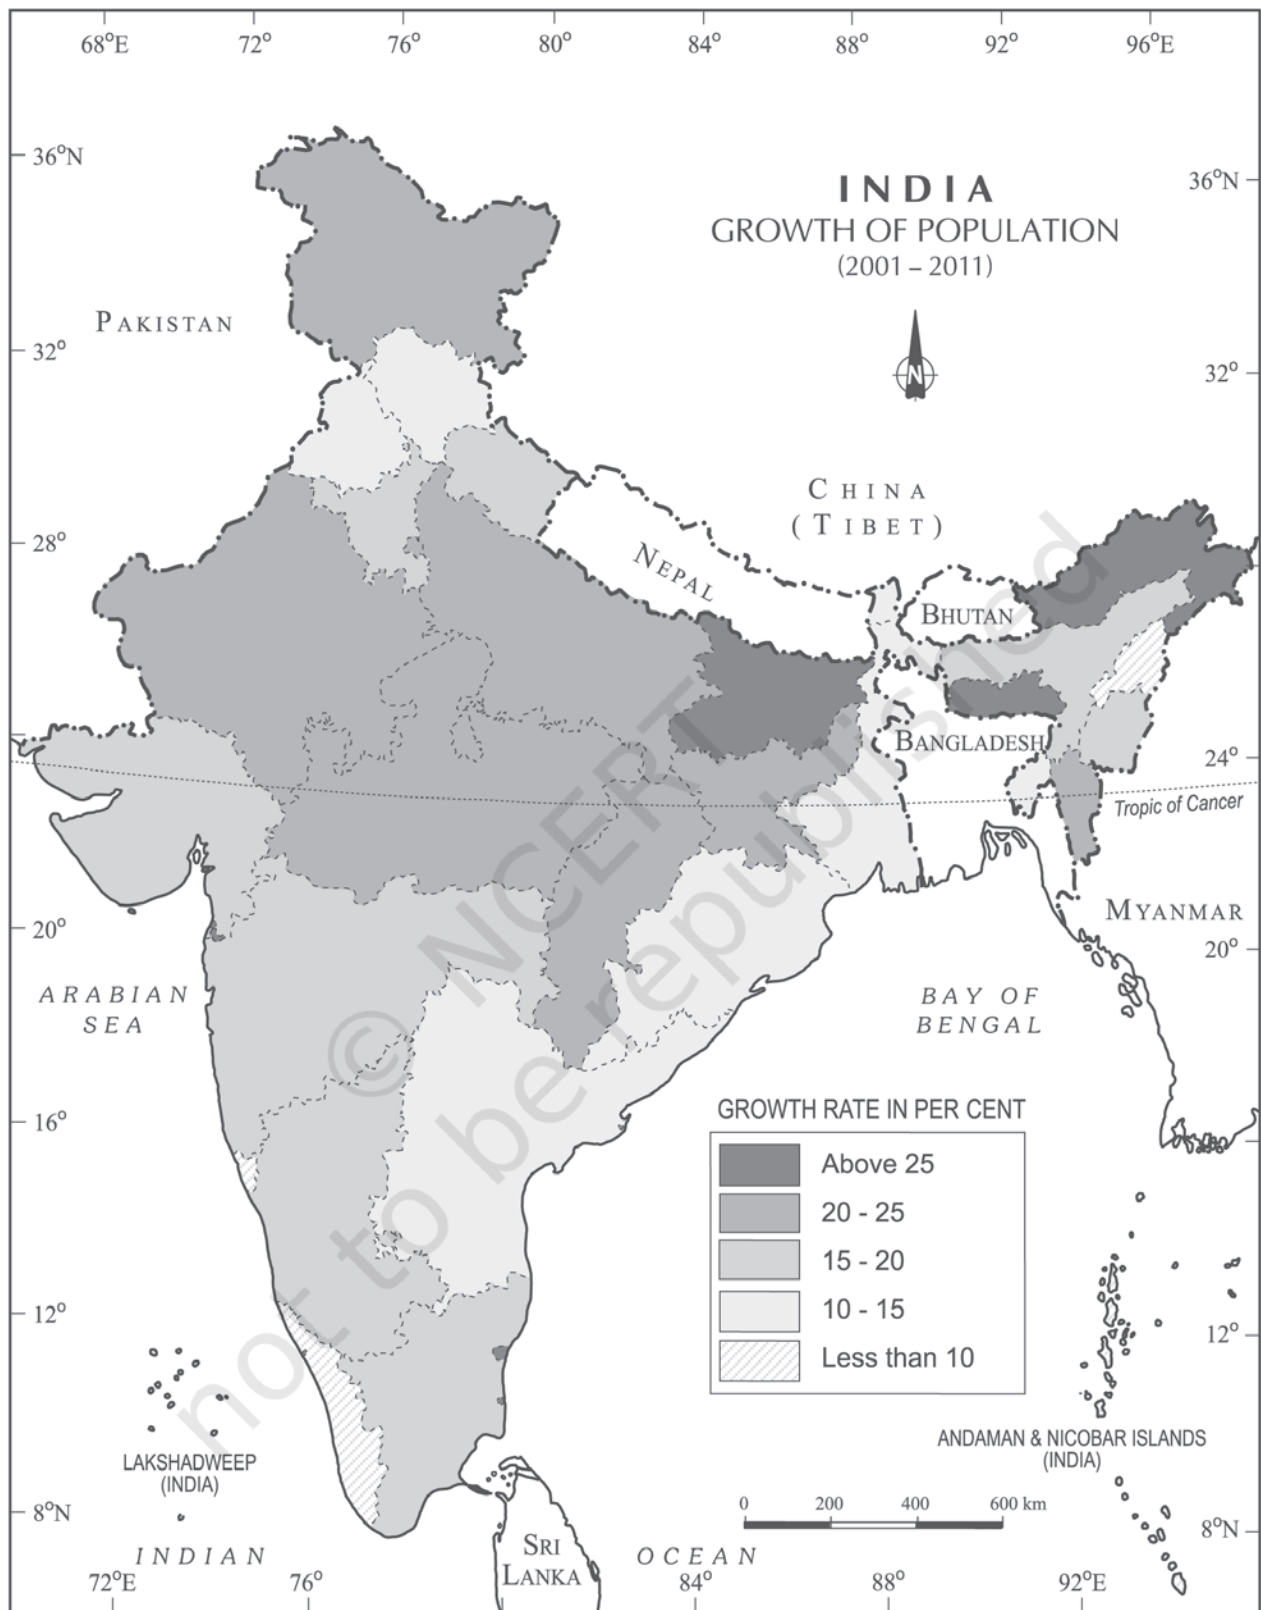 68°E 72° 76° 80° 84° 88° 92° 96°E
36°N
INDIA
36°N
GROWTH OF POPULATION
(2001 – 2011)
PAKISTAN
N
32°
32°
CHINA
(TIBET)
28°
NEPAL
BHUTAN
BANGLADESH
24°
Tropic of Cancer
MYANMAR
20°
20°
ARABIAN
SEA
BAY OF
BENGAL
© NCERT
not to be republished
GROWTH RATE IN PER CENT
16°
Above 25
20 - 25
15 - 20
10 - 15
Less than 10
12°
12°
LAKSHADWEEP
(INDIA)
ANDAMAN & NICOBAR ISLANDS
(INDIA)
0 200 400 600 km
8°N
8°N
INDIAN
SRI
LANKA
OCEAN
72°E 76° 84° 88° 92°E